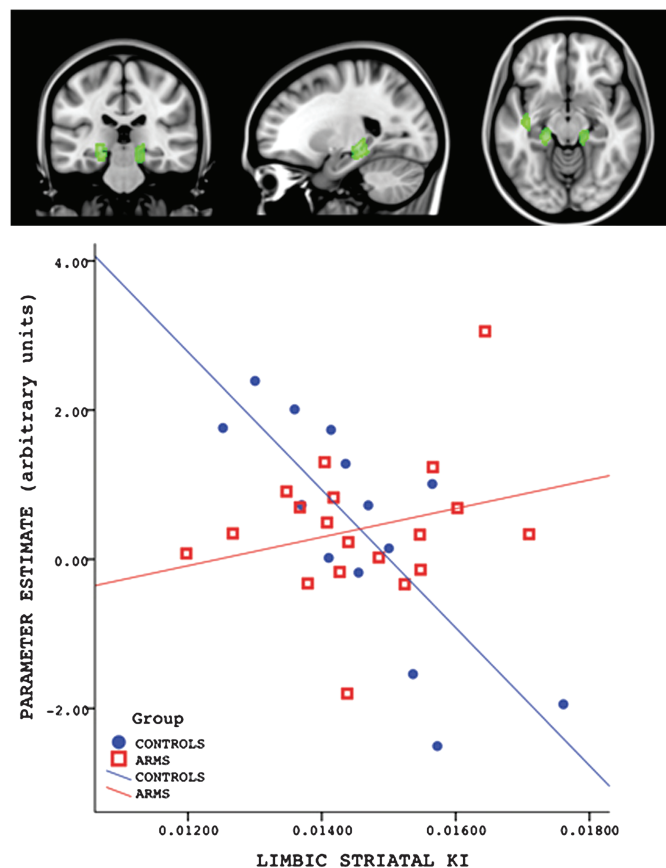 4.00
2.00
0.00
-2.00
PARAMETER ESTIMATE (arbitrary units)
Group
CONTROLS
ARMS
CONTROLS
ARMS
0.01200 0.01400 0.01600 0.01800
LIMBIC STRIATAL KI